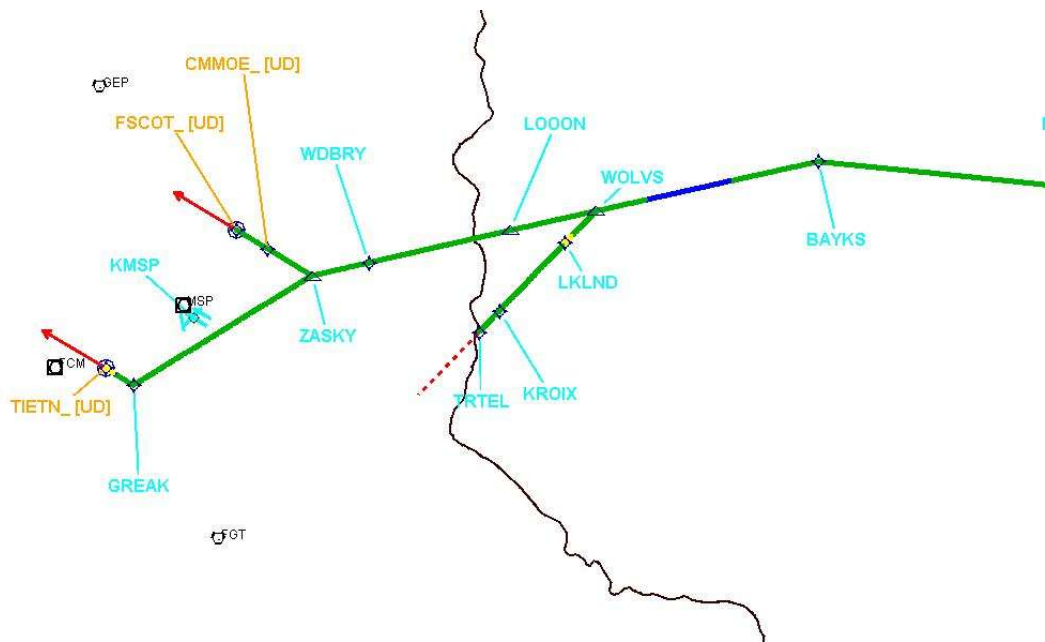 CMMOE_ [UD]
GEP
FSCOT_ [UD]
LOOON
WDBRY
WOLVS
BAYKS
KMSP
LKLND
MSP
ZASKY
FCM
TRTEL
KROIX
TIETN_ [UD]
GREAK
FGT